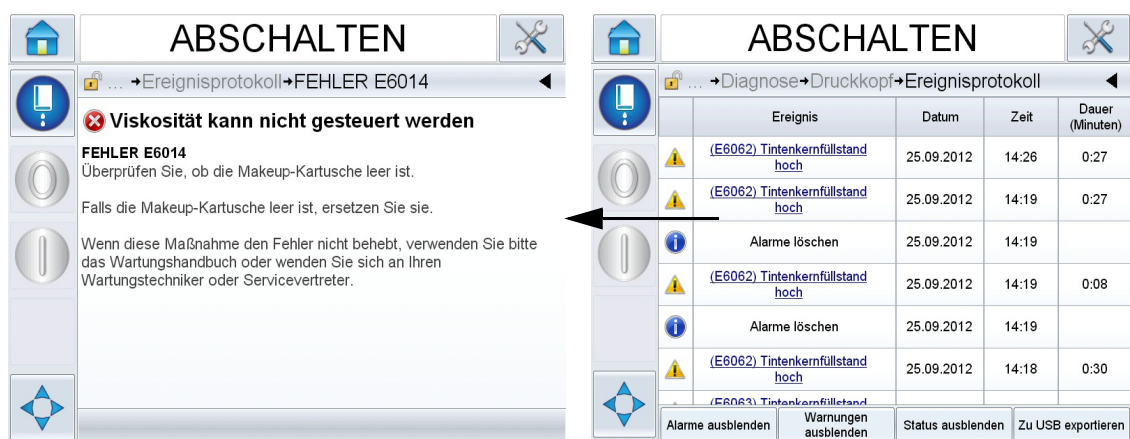 ABSCHALTEN
... →Ereignisprotokoll→FEHLER E6014
Viskosität kann nicht gesteuert werden
FEHLER E6014
Überprüfen Sie, ob die Makeup-Kartusche leer ist.
Falls die Makeup-Kartusche leer ist, ersetzen Sie sie.
Wenn diese Maßnahme den Fehler nicht behebt, verwenden Sie bitte
das Wartungshandbuch oder wenden Sie sich an Ihren
Wartungstechniker oder Servicevertreter.
ABSCHALTEN
... →Diagnose→Druckkopf→Ereignisprotokoll
Ereignis Datum Zeit Dauer
(Minuten)
(E6062) Tintenkernfüllstand
hoch 25.09.2012 14:26 0:27
(E6062) Tintenkernfüllstand
hoch 25.09.2012 14:19 0:27
Alarme löschen 25.09.2012 14:19
(E6062) Tintenkernfüllstand
hoch 25.09.2012 14:19 0:08
Alarme löschen 25.09.2012 14:19
(E6062) Tintenkernfüllstand
hoch 25.09.2012 14:18 0:30
(E6063) Tintenkernfüllstand
Alarme ausblenden Warnungen
ausblenden Status ausblenden Zu USB exportieren